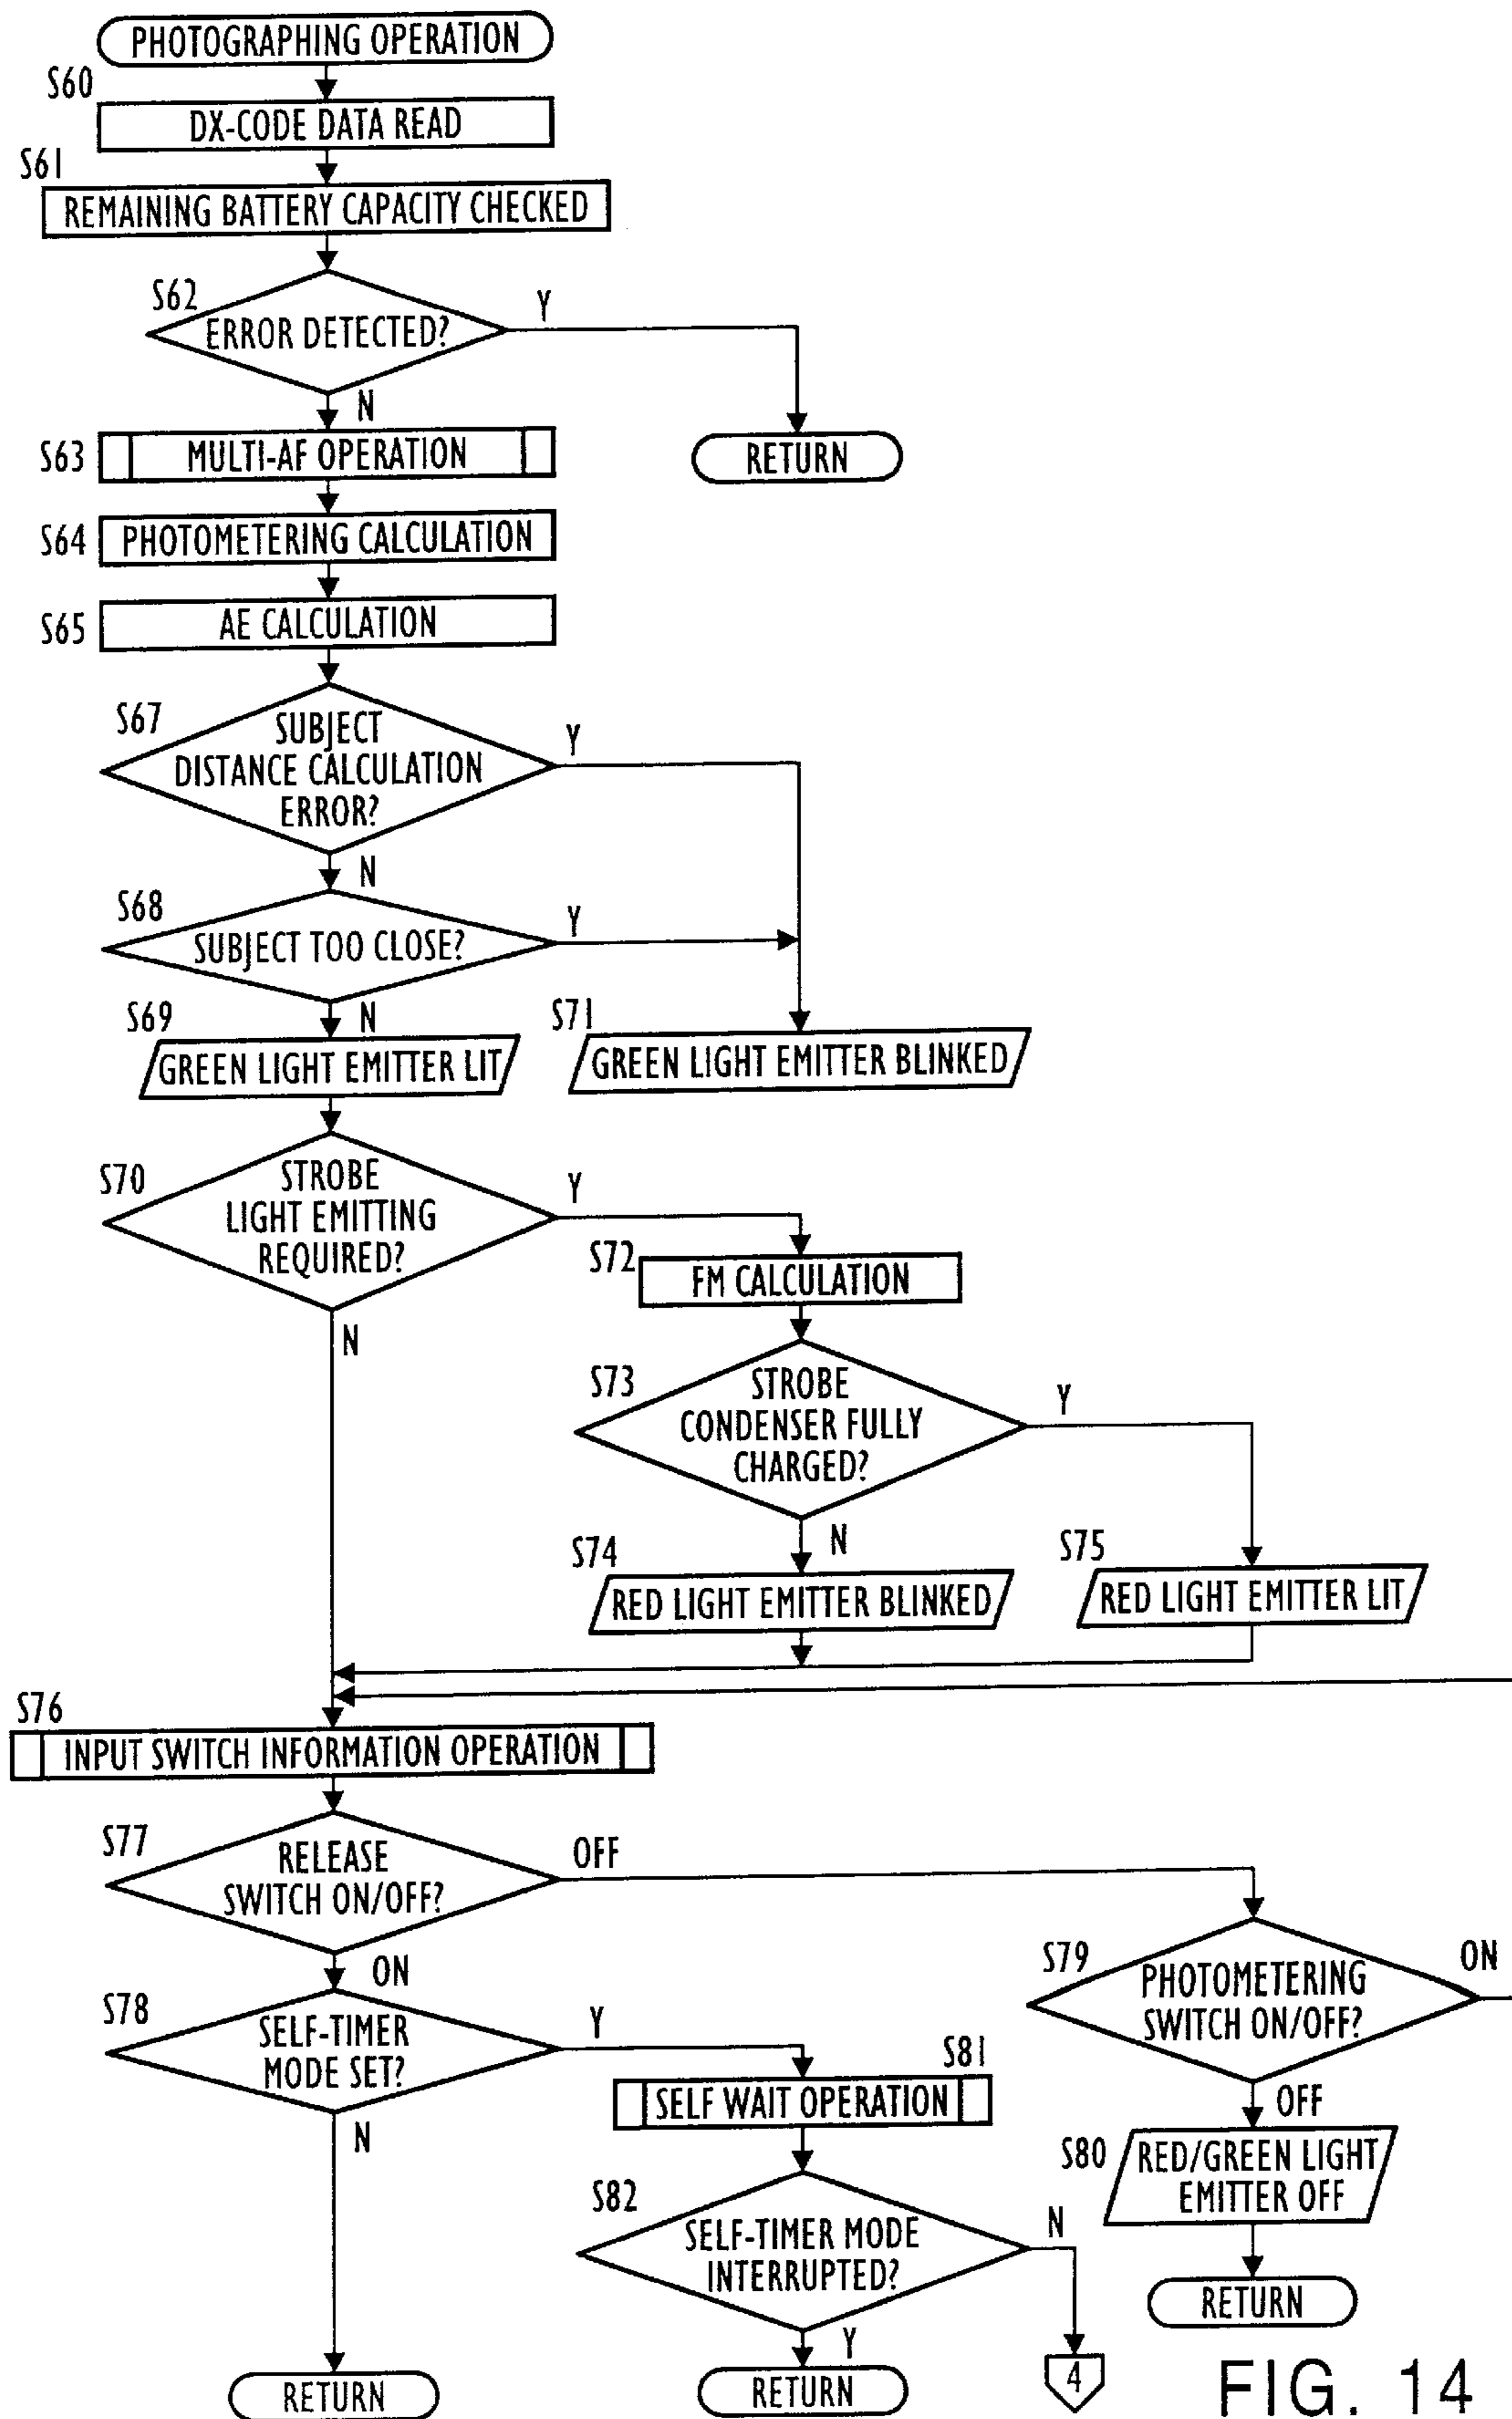 PHOTOGRAPHING OPERATION
S60
DX-CODE DATA READ
S61
REMAINING BATTERY CAPACITY CHECKED
S62
ERROR DETECTED?
Y
N
RETURN
S63
MULTI-AF OPERATION
S64
PHOTOMETERING CALCULATION
S65
AE CALCULATION
S67
SUBJECT
DISTANCE CALCULATION
ERROR?
Y
N
S68
SUBJECT TOO CLOSE?
Y
N
S69
GREEN LIGHT EMITTER LIT
S71
GREEN LIGHT EMITTER BLINKED
S70
STROBE
LIGHT EMITTING
REQUIRED?
Y
N
S72
FM CALCULATION
S73
STROBE
CONDENSER FULLY
CHARGED?
Y
N
S74
RED LIGHT EMITTER BLINKED
S75
RED LIGHT EMITTER LIT
S76
INPUT SWITCH INFORMATION OPERATION
S77
RELEASE
SWITCH ON/OFF?
OFF
ON
S78
SELF-TIMER
MODE SET?
Y
N
S79
PHOTOMETERING
SWITCH ON/OFF?
ON
OFF
S80
RED/GREEN LIGHT
EMITTER OFF
RETURN
S81
SELF WAIT OPERATION
S82
SELF-TIMER MODE
INTERRUPTED?
N
Y
RETURN
RETURN
4
FIG. 14